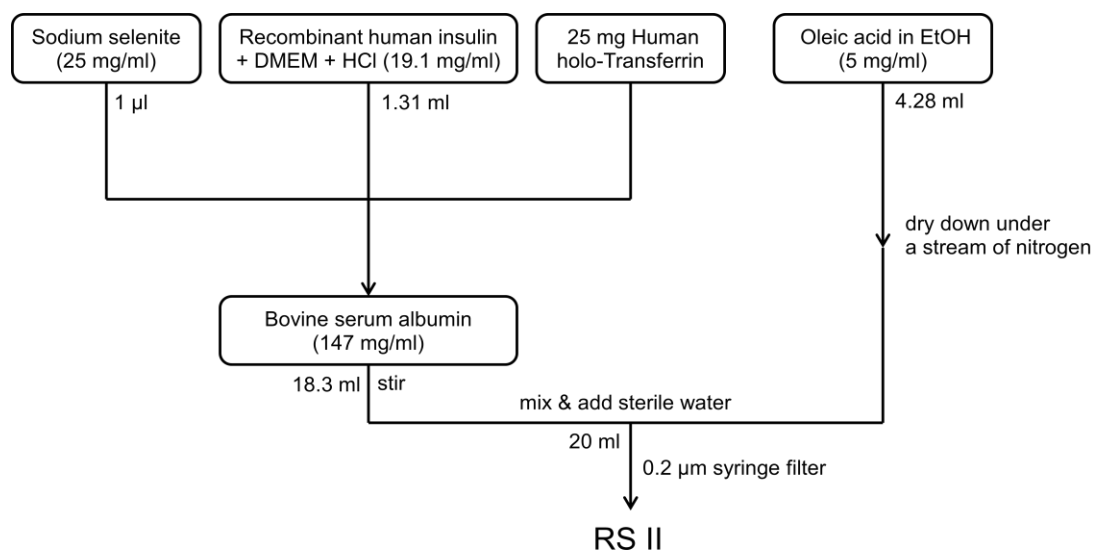 Sodium selenite
(25 mg/ml)
Recombinant human insulin
+ DMEM + HCl (19.1 mg/ml)
25 mg Human
holo-Transferrin
Oleic acid in EtOH
(5 mg/ml)
1 µl
1.31 ml
4.28 ml
dry down under
a stream of nitrogen
Bovine serum albumin
(147 mg/ml)
18.3 ml
stir
mix & add sterile water
20 ml
0.2 µm syringe filter
RS II